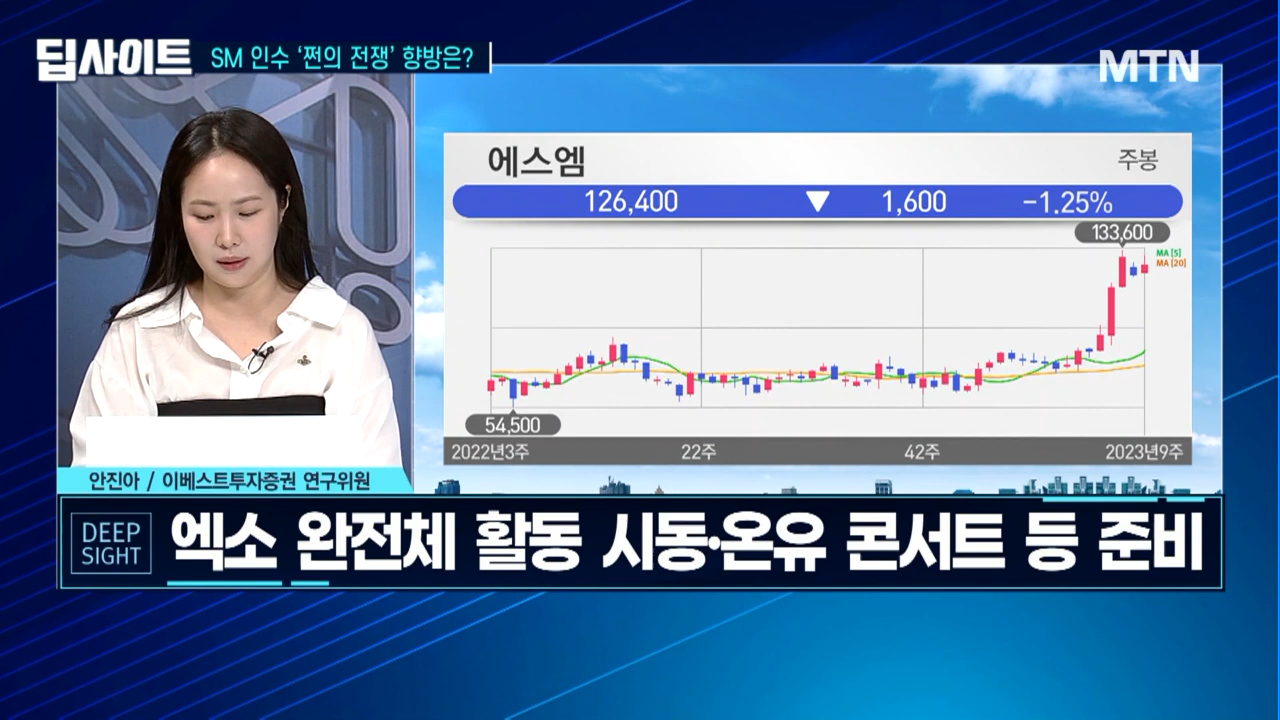 딥사이트
SM 인수 ‘쩐의 전쟁’ 향방은?
MTN
에스엠
주봉
126,400 ▼ 1,600 -1.25%
133,600
MA [5]
MA [20]
54,500
2022년3주 22주 42주 2023년9주
안진아 / 이베스트투자증권 연구위원
DEEP
SIGHT
엑소 완전체 활동 시동·온유 콘서트 등 준비